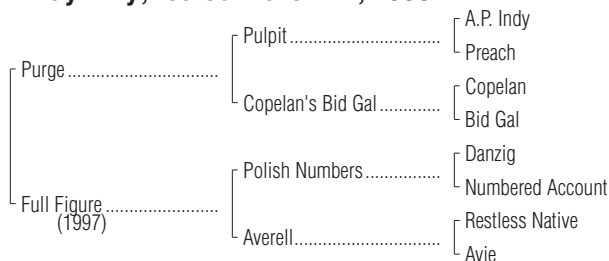 A.P. Indy
Pulpit
Preach
Purge
Copelan
Copelan's Bid Gal
Bid Gal
Danzig
Polish Numbers
Numbered Account
Full Figure
(1997)
Restless Native
Averell
Avie